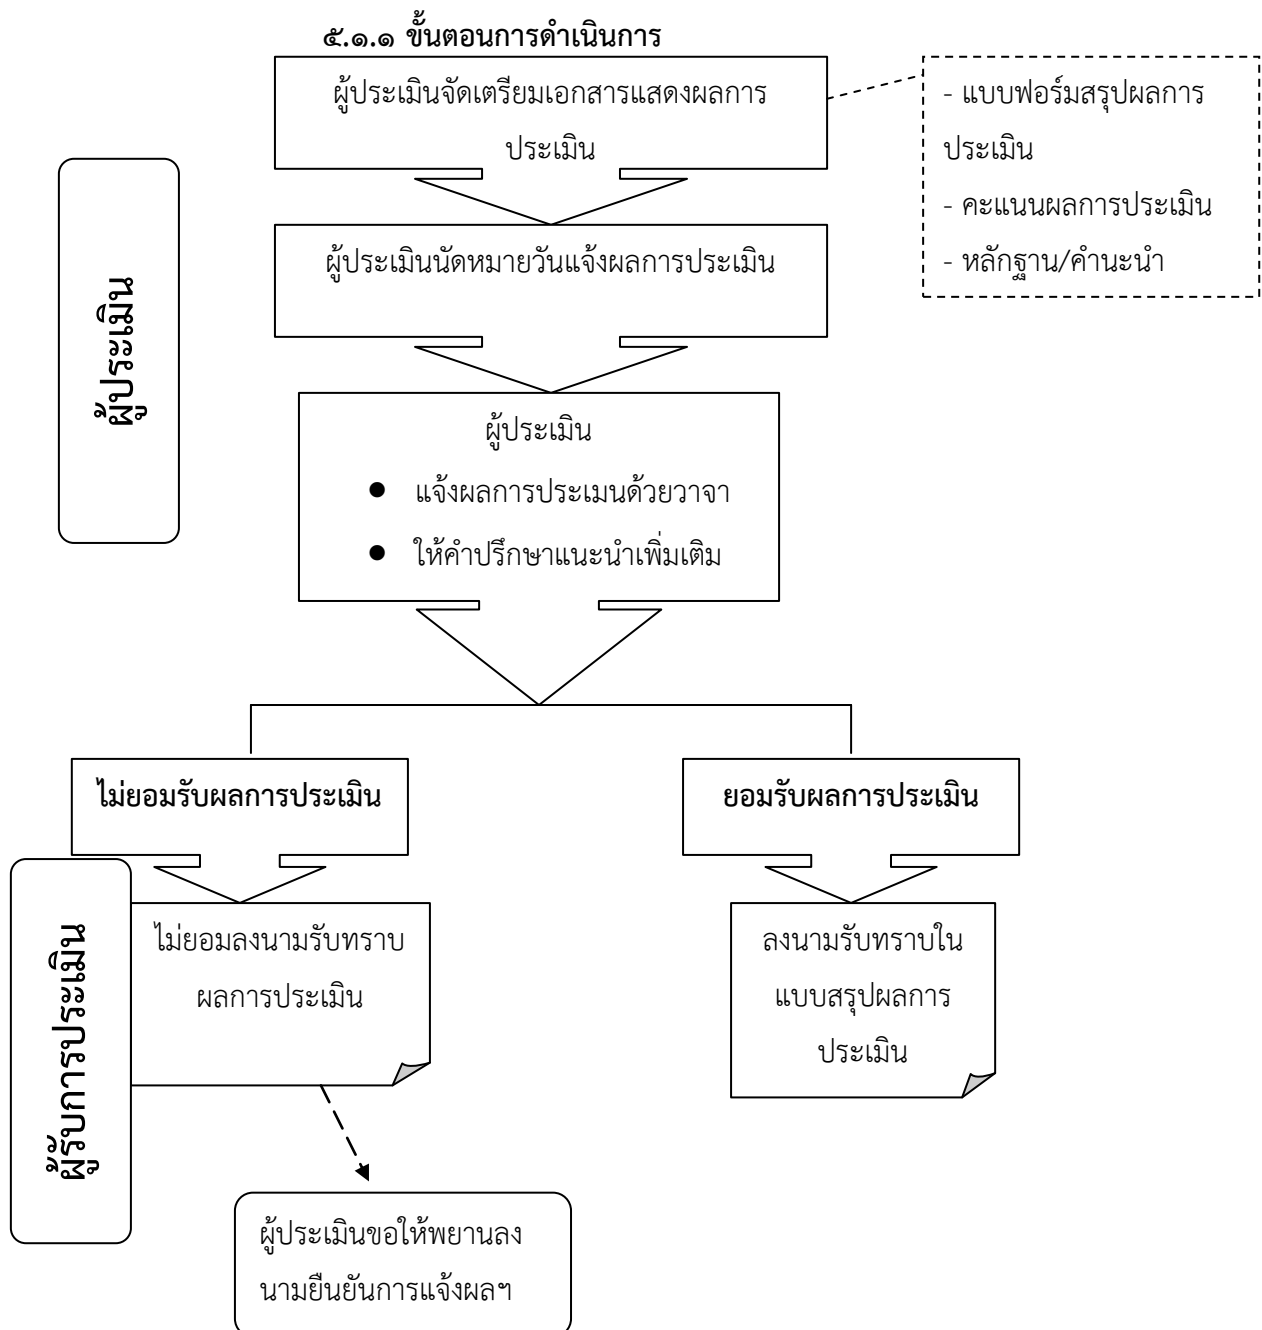 ๕.๑.๑ ขั้นตอนการดำเนินการ
ผู้ประเมินจัดเตรียมเอกสารแสดงผลการ
ประเมิน
- แบบฟอร์มสรุปผลการ
ประเมิน
- คะแนนผลการประเมิน
- หลักฐาน/คำนะนำ
ผู้ประเมินนัดหมายวันแจ้งผลการประเมิน
ผู้ประเมิน
ผู้ประเมิน
● แจ้งผลการประเมนด้วยวาจา
● ให้คำปรึกษาแนะนำเพิ่มเติม
ไม่ยอมรับผลการประเมิน
ยอมรับผลการประเมิน
ผู้รับการประเมิน
ไม่ยอมลงนามรับทราบ
ผลการประเมิน
ลงนามรับทราบใน
แบบสรุปผลการ
ประเมิน
ผู้ประเมินขอให้พยานลง
นามยืนยันการแจ้งผลฯ